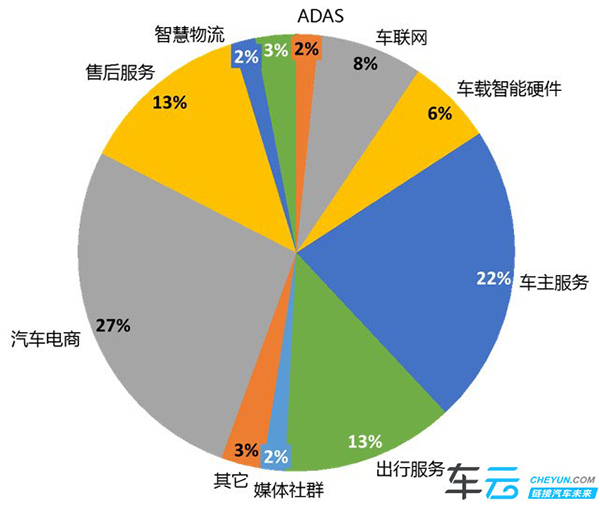 ADAS
2%
车联网
8%
车载智能硬件
6%
车主服务
22%
出行服务
13%
媒体社群
2%
其它
3%
汽车电商
27%
售后服务
13%
智慧物流
2%
3%
车云
CHEYUN.COM
链接汽车未来